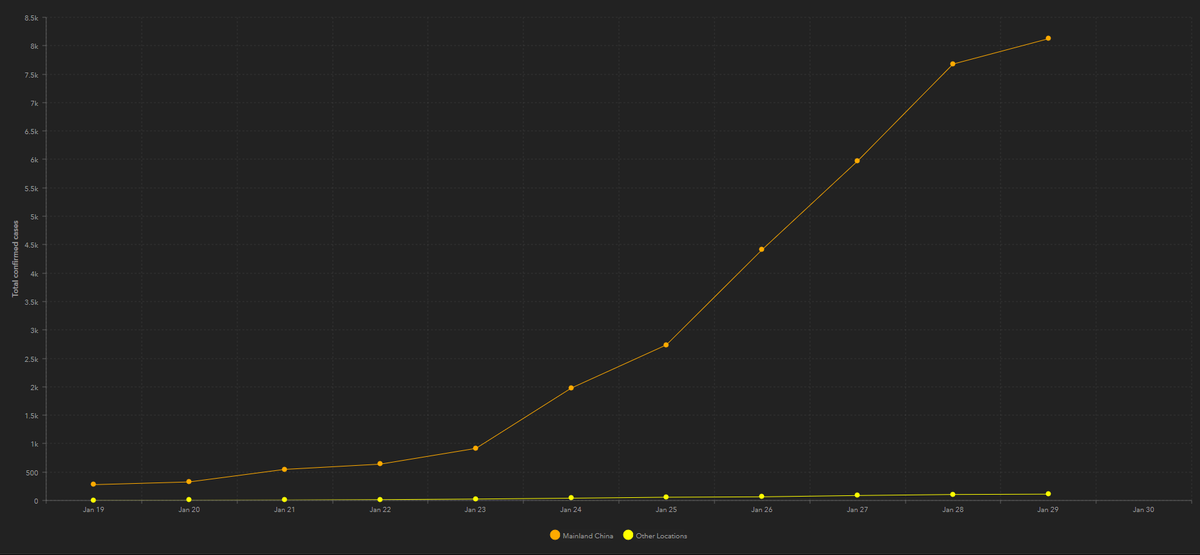 8.5k
8k
7.5k
7k
6.5k
6k
5.5k
5k
4.5k
4k
3.5k
3k
2.5k
2k
1.5k
1k
500
0
Total confirmed cases
Jan 19 Jan 20 Jan 21 Jan 22 Jan 23 Jan 24 Jan 25 Jan 26 Jan 27 Jan 28 Jan 29 Jan 30
Mainland China Other Locations